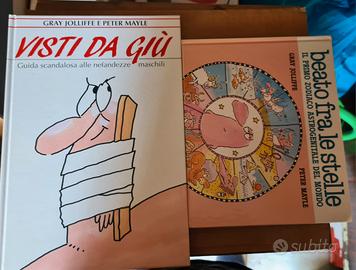 GRAY JOLLIFFE E PETER MAYLE
VISTI DA GIÙ
Guida scandalosa alle nefandezze maschili
beato fra le stelle
IL PRIMO ZODIACO ASTROGENITALE DEL MONDO
GRAY JOLLIFFE
PETER MAYLE
subito